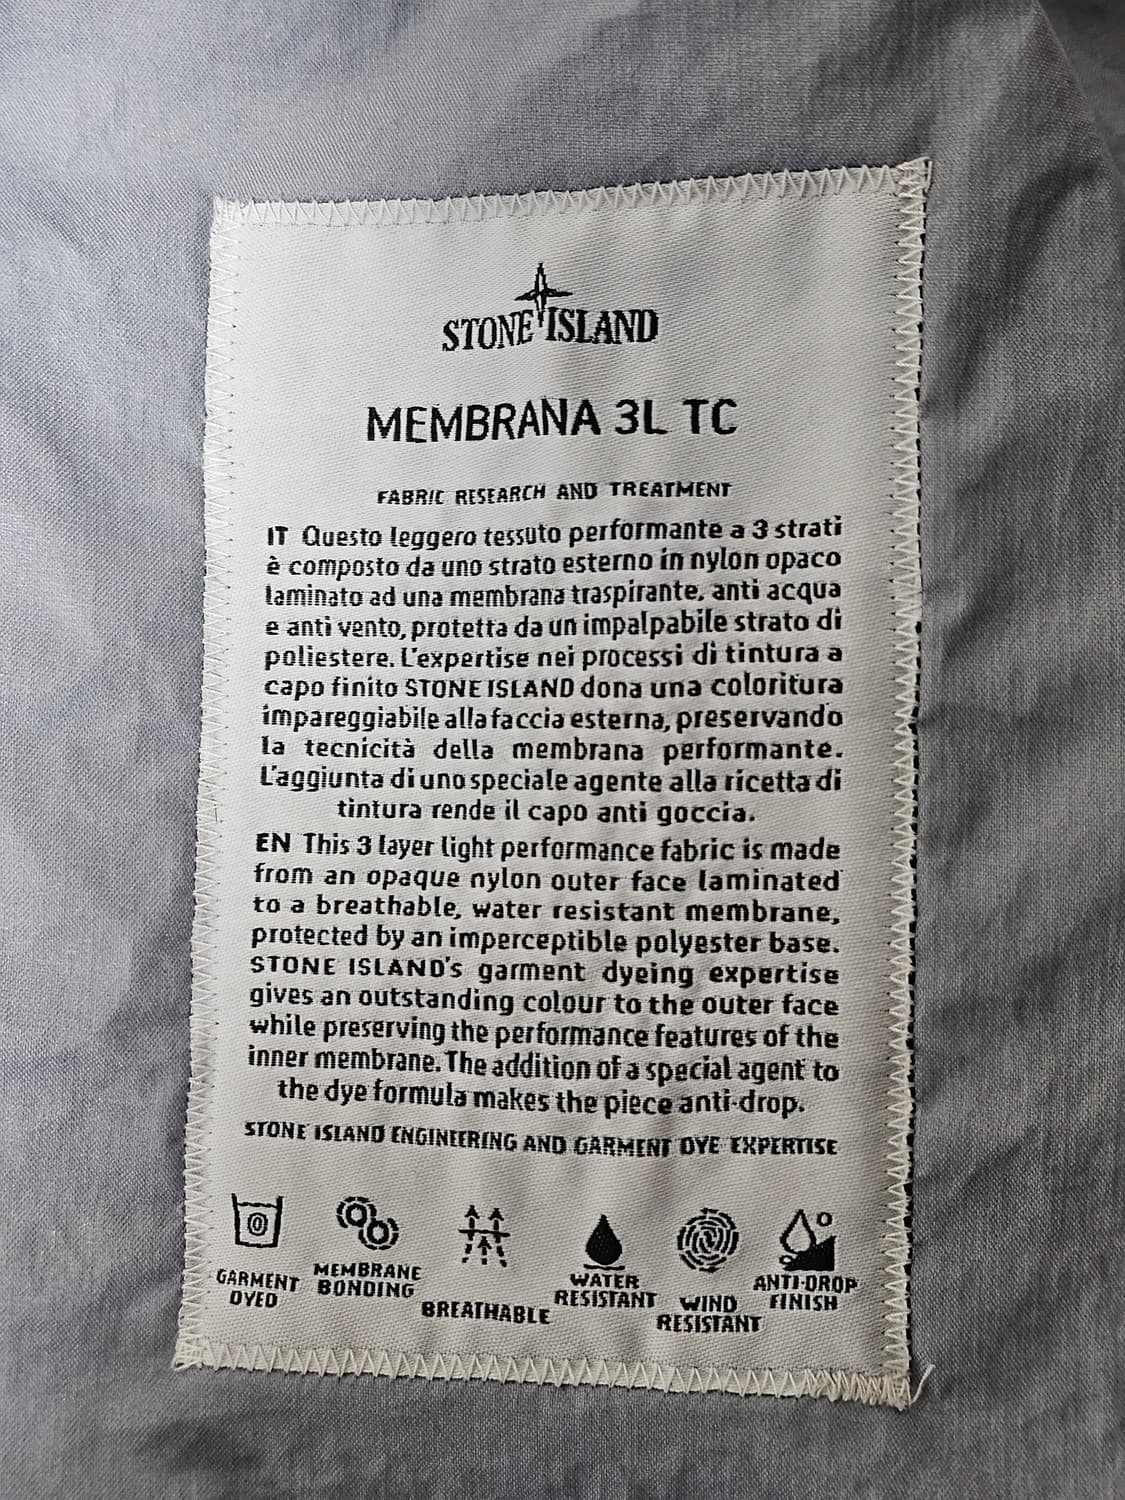 STONE ISLAND
MEMBRANA 3L TC
FABRIC RESEARCH AND TREATMENT
IT Questo leggero tessuto performante a 3 strati
è composto da uno strato esterno in nylon opaco
laminato ad una membrana traspirante, anti acqua
e anti vento, protetta da un impalpabile strato di
poliestere. L'expertise nei processi di tintura a
capo finito STONE ISLAND dona una coloritura
impareggiabile alla faccia esterna, preservando
la tecnicità della membrana performante.
L'aggiunta di uno speciale agente alla ricetta di
tintura rende il capo anti goccia.
EN This 3 layer light performance fabric is made
from an opaque nylon outer face laminated
to a breathable, water resistant membrane,
protected by an imperceptible polyester base.
STONE ISLAND's garment dyeing expertise
gives an outstanding colour to the outer face
while preserving the performance features of the
inner membrane. The addition of a special agent to
the dye formula makes the piece anti-drop.
STONE ISLAND ENGINEERING AND GARMENT DYE EXPERTISE
GARMENT
DYED
MEMBRANE
BONDING
BREATHABLE
WATER
RESISTANT
WIND
RESISTANT
ANTI-DROP
FINISH